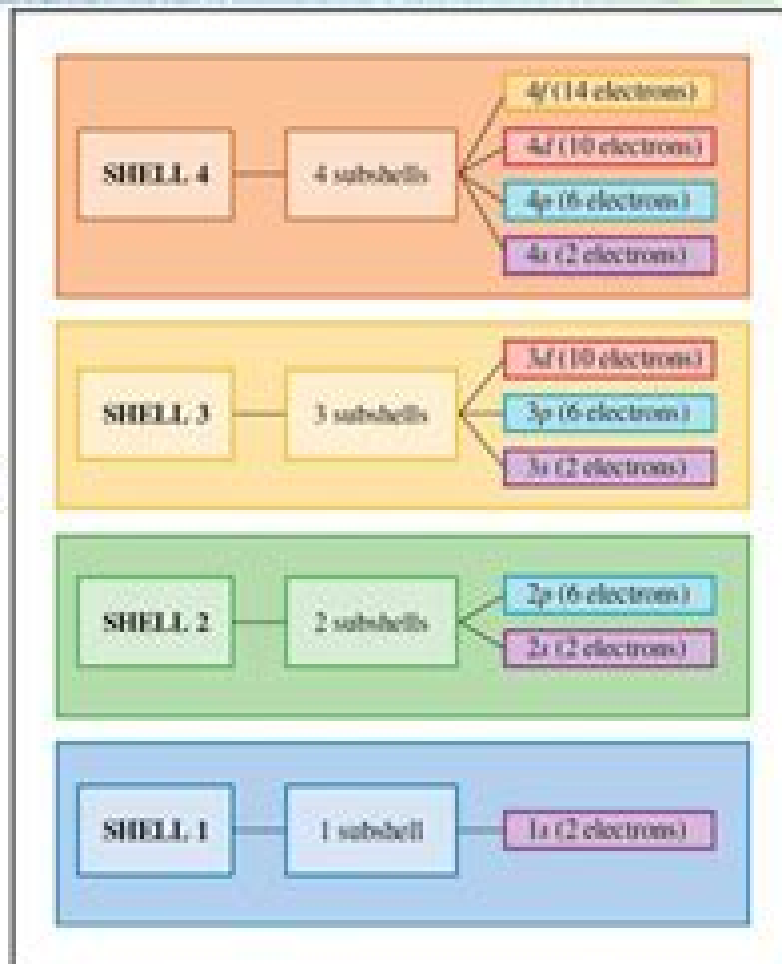 4f (14 electrons)
4d (10 electrons)
SHELL 4
4 subshells
4p (6 electrons)
4s (2 electrons)
3d (10 electrons)
SHELL 3
3 subshells
3p (6 electrons)
3s (2 electrons)
2p (6 electrons)
SHELL 2
2 subshells
2s (2 electrons)
SHELL 1
1 subshell
1s (2 electrons)